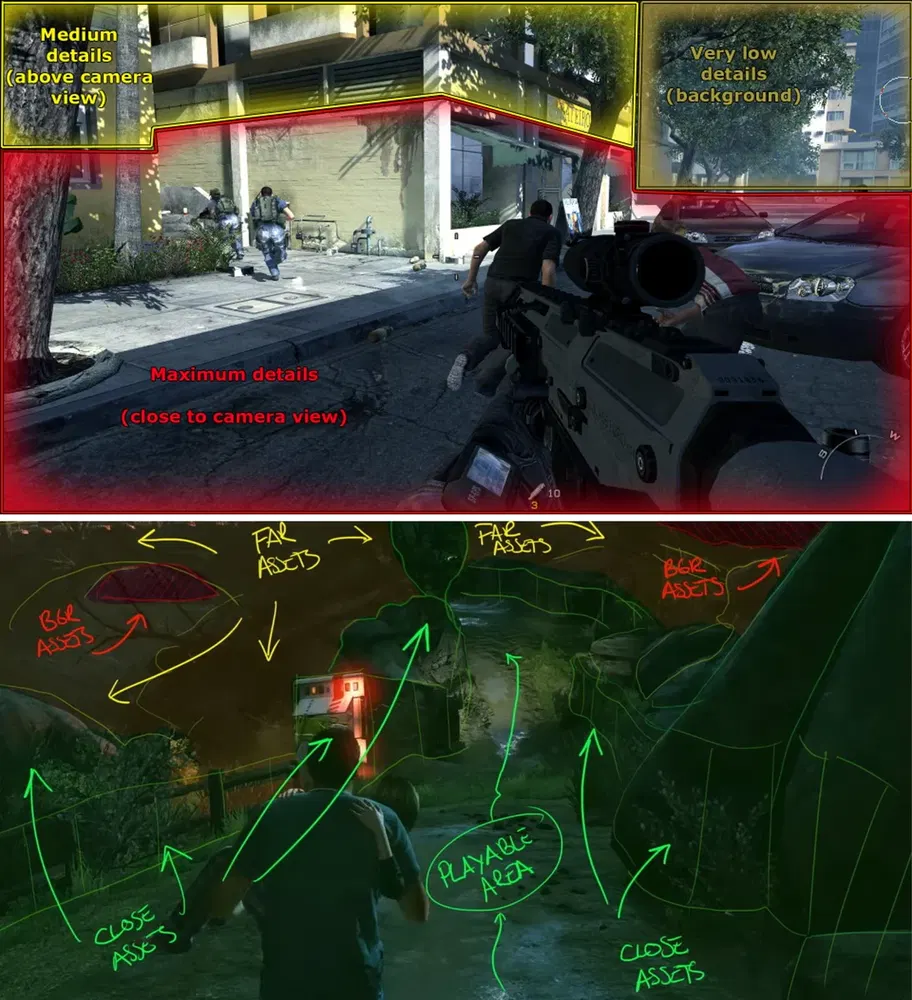 Medium
details
(above camera
view)
Very low
details
(background)
Maximum details
(close to camera view)
W
10
3
FAR
ASSETS
FAR
ASSETS
BGR
ASSETS
BGR
ASSETS
PLAYABLE
AREA
CLOSE
ASSETS
CLOSE
ASSETS